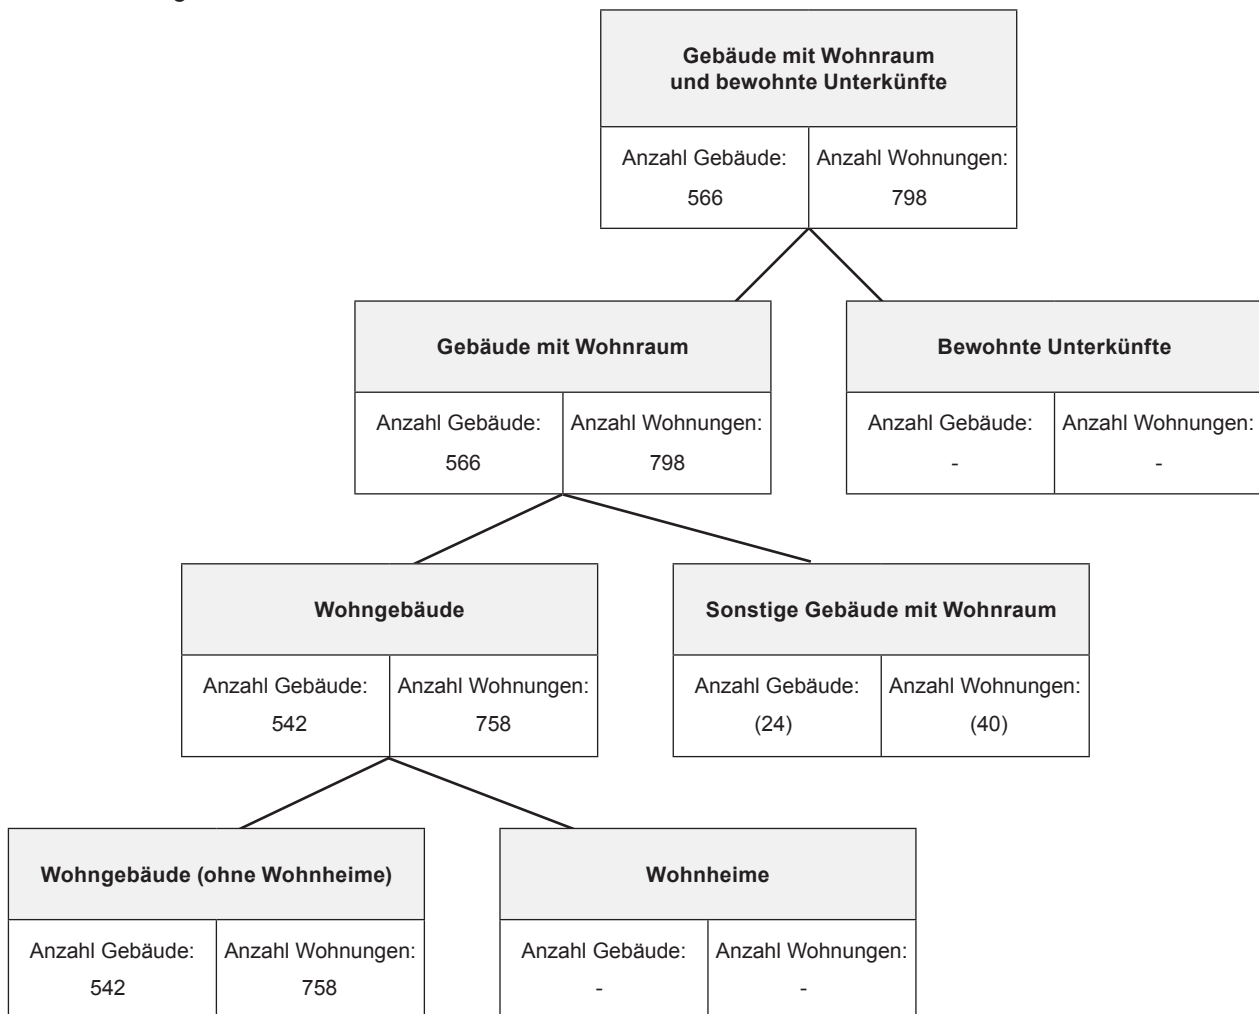 Gebäude mit Wohnraum
und bewohnte Unterkünfte
Anzahl Gebäude: Anzahl Wohnungen:
566 798
Gebäude mit Wohnraum
Anzahl Gebäude: Anzahl Wohnungen:
566 798
Bewohnte Unterkünfte
Anzahl Gebäude: Anzahl Wohnungen:
- -
Wohngebäude
Anzahl Gebäude: Anzahl Wohnungen:
542 758
Sonstige Gebäude mit Wohnraum
Anzahl Gebäude: Anzahl Wohnungen:
(24) (40)
Wohngebäude (ohne Wohnheime)
Anzahl Gebäude: Anzahl Wohnungen:
542 758
Wohnheime
Anzahl Gebäude: Anzahl Wohnungen:
- -